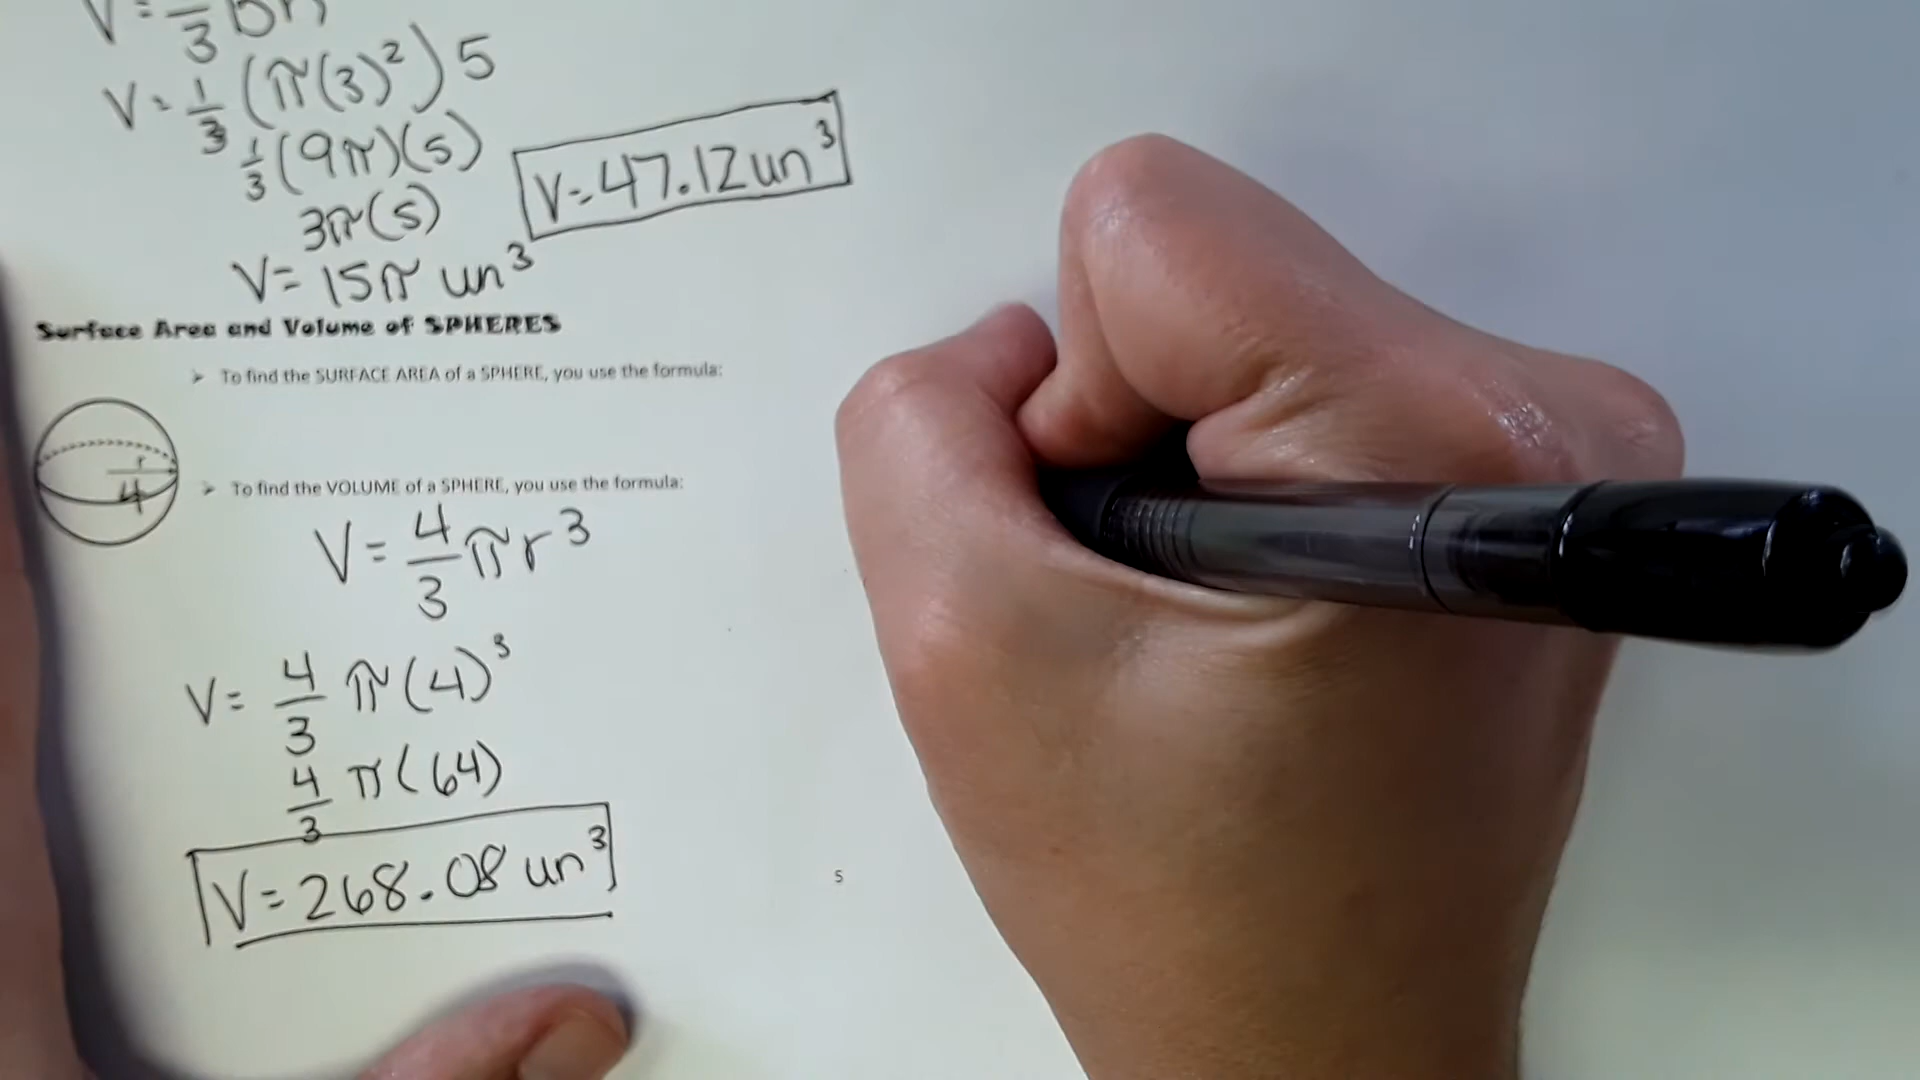 V = 1/3 Bh
V = 1/3 (π(3)²) 5
1/3 (9π)(5)
3π(5)
V = 15π un³
V = 47.12 un³
Surface Area and Volume of SPHERES
➢ To find the SURFACE AREA of a SPHERE, you use the formula:
r
4
➢ To find the VOLUME of a SPHERE, you use the formula:
V = 4/3 πr³
V = 4/3 π(4)³
4/3 π(64)
V = 268.08 un³
5